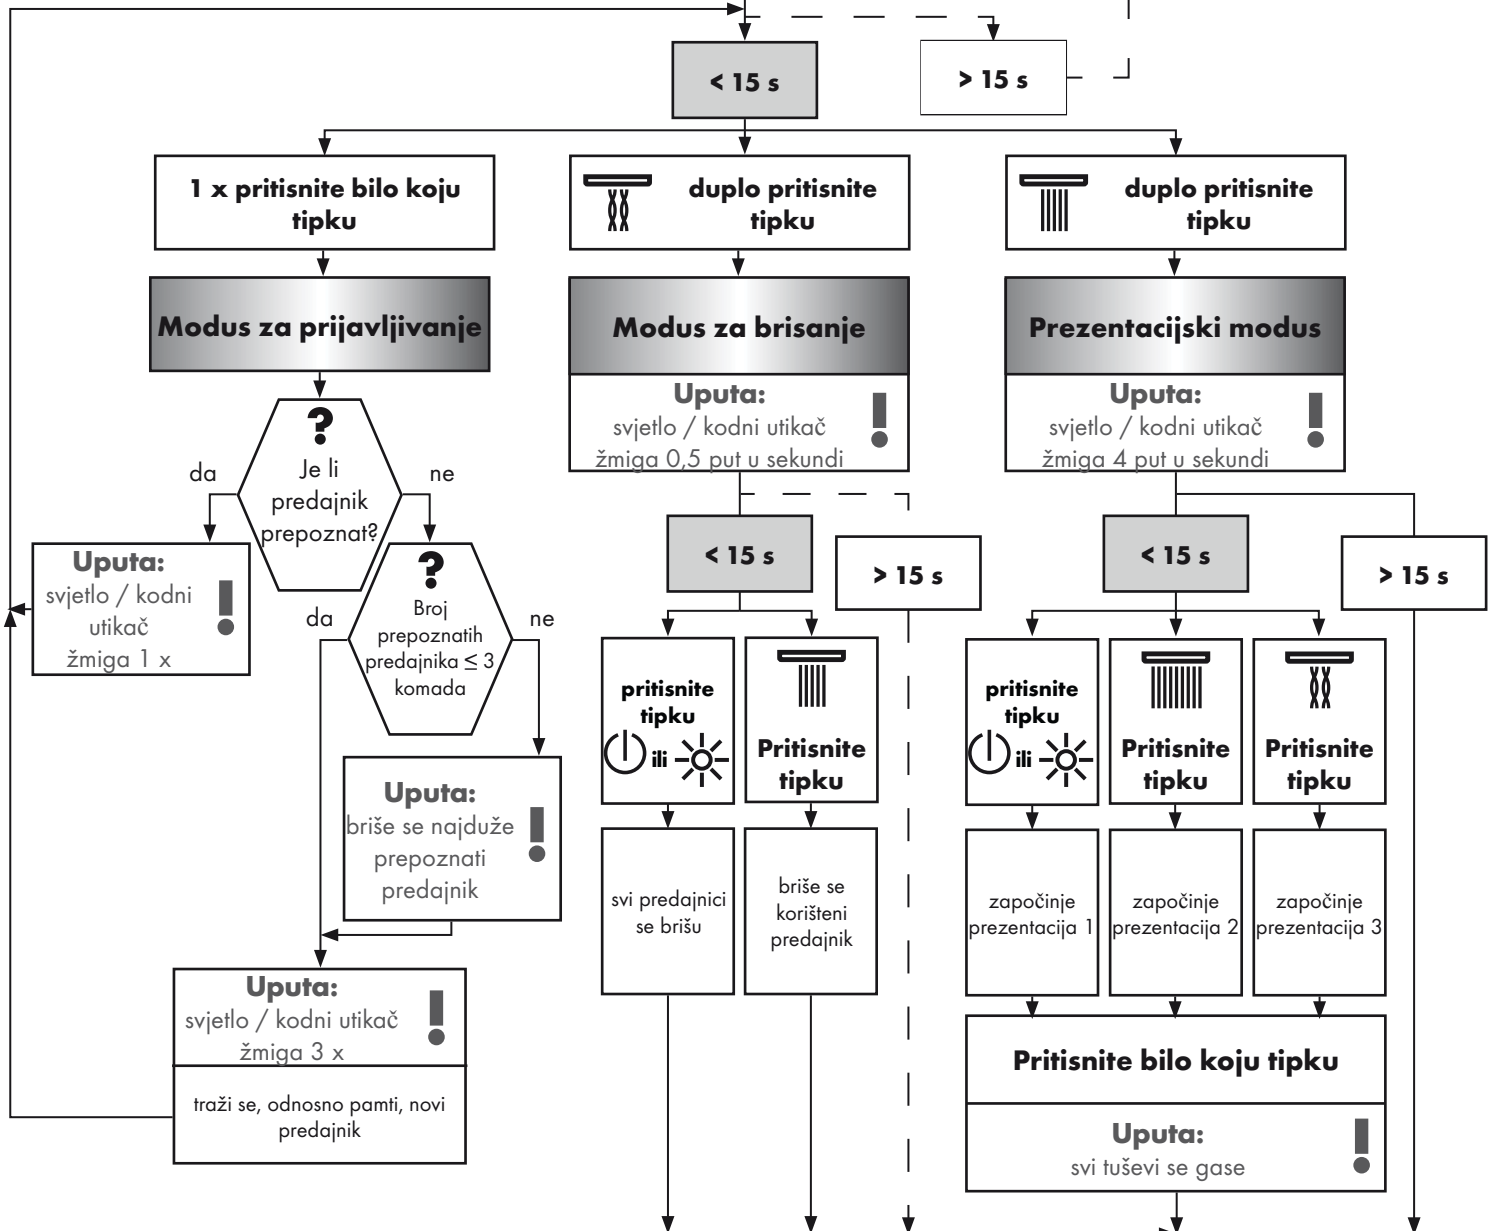 < 15 s
> 15 s
1 x pritisnite bilo koju
tipku
duplo pritisnite
tipku
duplo pritisnite
tipku
Modus za prijavljivanje
Modus za brisanje
Prezentacijski modus
Uputa:
svjetlo / kodni utikač
žmiga 0,5 put u sekundi
Uputa:
svjetlo / kodni utikač
žmiga 4 put u sekundi
?
Je li
predajnik
prepoznat?
da
ne
Uputa:
svjetlo / kodni
utikač
žmiga 1 x
?
Broj
prepoznatih
predajnika ≤ 3
komada
da
ne
Uputa:
briše se najduže
prepoznati
predajnik
Uputa:
svjetlo / kodni utikač
žmiga 3 x
traži se, odnosno pamti, novi
predajnik
< 15 s
> 15 s
pritisnite
tipku
ili
Pritisnite
tipku
svi predajnici
se brišu
briše se
korišteni
predajnik
< 15 s
> 15 s
pritisnite
tipku
ili
Pritisnite
tipku
Pritisnite
tipku
započinje
prezentacija 1
započinje
prezentacija 2
započinje
prezentacija 3
Pritisnite bilo koju tipku
Uputa:
svi tuševi se gase